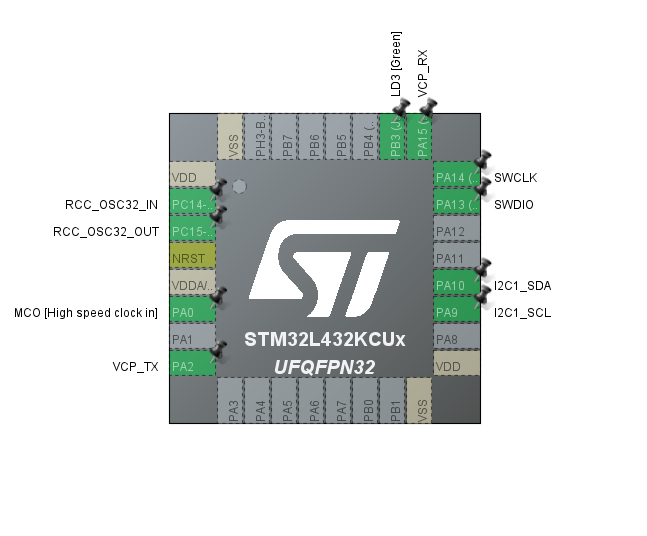 LD3 [Green]
VCP_RX
VSS
PH3-B..
PB7
PB6
PB5
PB4 (..
PB3 (J..
PA15 (..
VDD
PA14 (..
SWCLK
RCC_OSC32_IN
PC14-..
PA13 (..
SWDIO
RCC_OSC32_OUT
PC15-..
PA12
NRST
PA11
VDDA/..
PA10
I2C1_SDA
MCO [High speed clock in]
PA0
PA9
I2C1_SCL
PA1
STM32L432KCUx
PA8
VCP_TX
PA2
UFQFPN32
VDD
PA3
PA4
PA5
PA6
PA7
PB0
PB1
VSS
ST